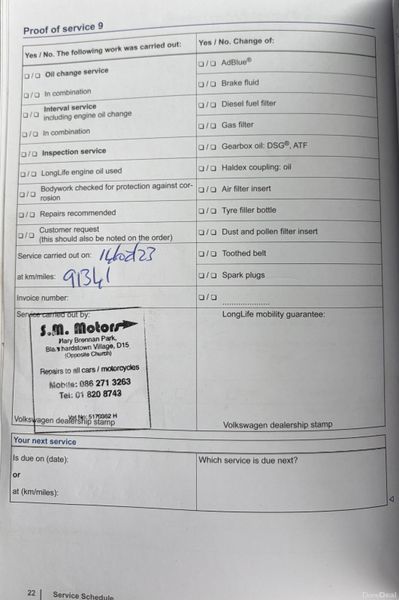 Proof of service 9
Yes / No. The following work was carried out:
❏ / ❏ Oil change service
❏ / ❏ In combination
❏ / ❏ Interval service
including engine oil change
❏ / ❏ In combination
❏ / ❏ Inspection service
❏ / ❏ LongLife engine oil used
❏ / ❏ Bodywork checked for protection against cor-
rosion
❏ / ❏ Repairs recommended
❏ / ❏ Customer request
(this should also be noted on the order)
Service carried out on:
at km/miles: 91341
Invoice number:
Service carried out by:
S.M. Motors
Mary Brennan Park,
Blanchardstown Village, D15
(Opposite Church)
Repairs to all cars / motorcycles
Mobile: 086 271 3263
Tel: 01 820 8743
Vat No: 5170062 H
Volkswagen dealership stamp
Yes / No. Change of:
❏ / ❏ AdBlue®
❏ / ❏ Brake fluid
❏ / ❏ Diesel fuel filter
❏ / ❏ Gas filter
❏ / ❏ Gearbox oil: DSG®, ATF
❏ / ❏ Haldex coupling: oil
❏ / ❏ Air filter insert
❏ / ❏ Tyre filler bottle
❏ / ❏ Dust and pollen filter insert
❏ / ❏ Toothed belt
❏ / ❏ Spark plugs
❏ / ❏ ....................
LongLife mobility guarantee:
Volkswagen dealership stamp
Your next service
Is due on (date):
or
at (km/miles):
Which service is due next?
22 | Service Schedule
DoneDeal